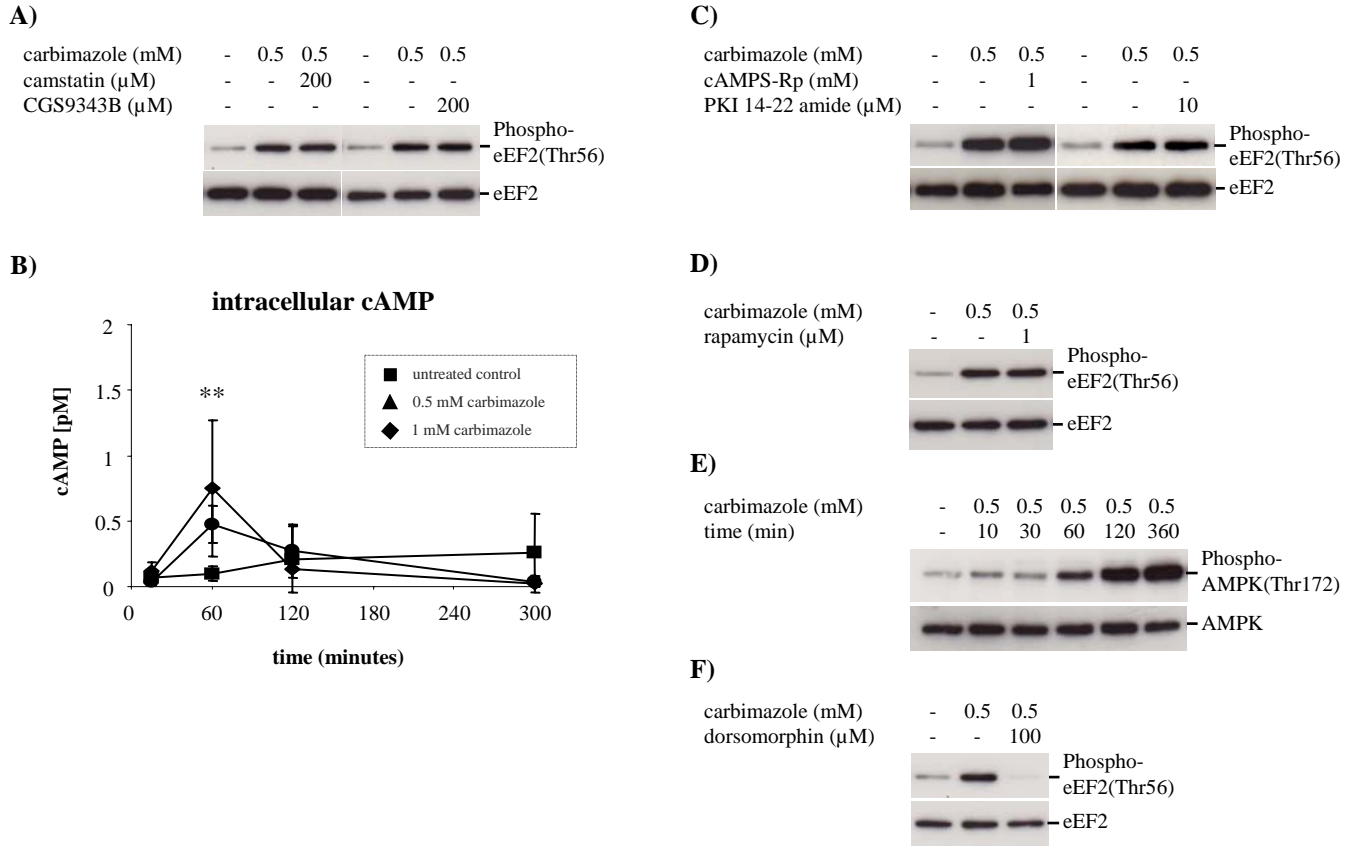 A)
carbimazole (mM) - 0.5 0.5 - 0.5 0.5
camstatin (µM) - - 200 - - -
CGS9343B (µM) - - - - - 200
Phospho-
eEF2(Thr56)
eEF2
B)
intracellular cAMP
cAMP [pM]
2
1.5
1
0.5
0
**
untreated control
0.5 mM carbimazole
1 mM carbimazole
0 60 120 180 240 300
time (minutes)
C)
carbimazole (mM) - 0.5 0.5 - 0.5 0.5
cAMPS-Rp (mM) - - 1 - - -
PKI 14-22 amide (µM) - - - - - 10
Phospho-
eEF2(Thr56)
eEF2
D)
carbimazole (mM) - 0.5 0.5
rapamycin (µM) - - 1
Phospho-
eEF2(Thr56)
eEF2
E)
carbimazole (mM) - 0.5 0.5 0.5 0.5 0.5
time (min) - 10 30 60 120 360
Phospho-
AMPK(Thr172)
AMPK
F)
carbimazole (mM) - 0.5 0.5
dorsomorphin (µM) - - 100
Phospho-
eEF2(Thr56)
eEF2